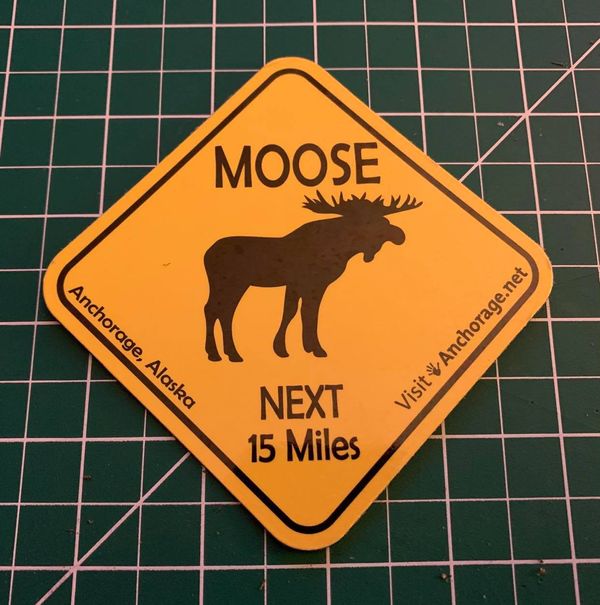 MOOSE
Anchorage, Alaska
Visit Anchorage.net
NEXT
15 Miles